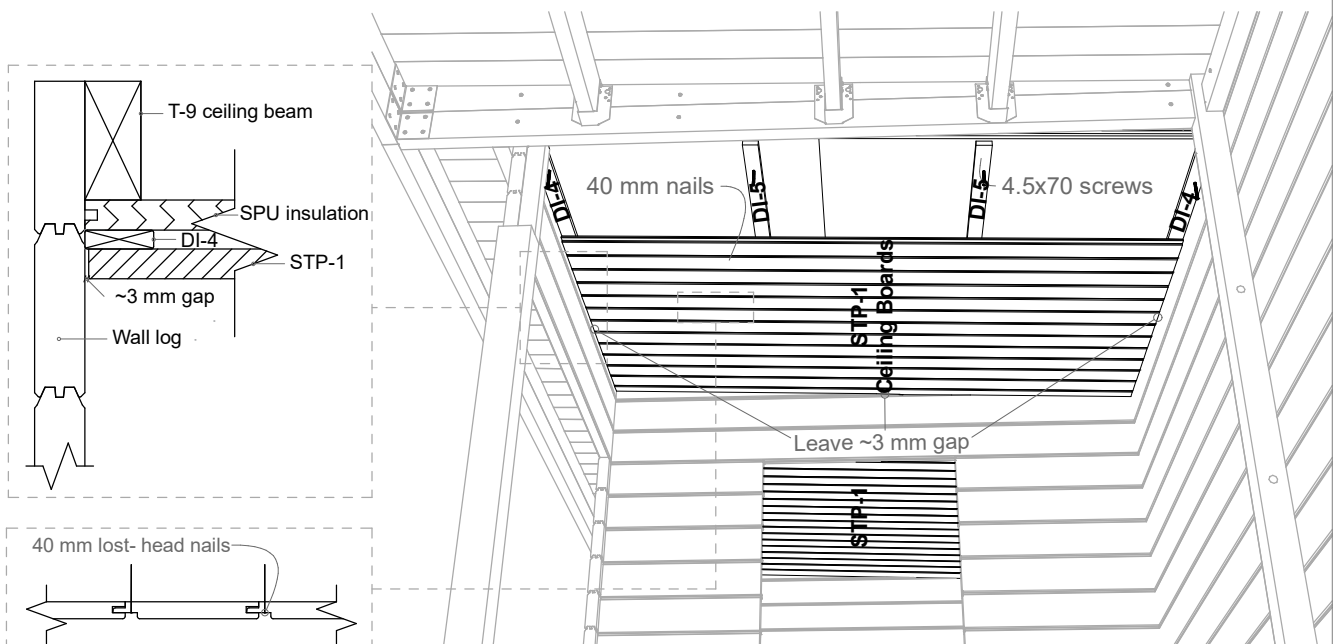 T-9 ceiling beam
SPU insulation
DI-4
STP-1
~3 mm gap
Wall log
40 mm lost- head nails
DI-4
40 mm nails
DI-5
DI-5
4.5x70 screws
DI-4
STP-1
Ceiling Boards
Leave ~3 mm gap
STP-1